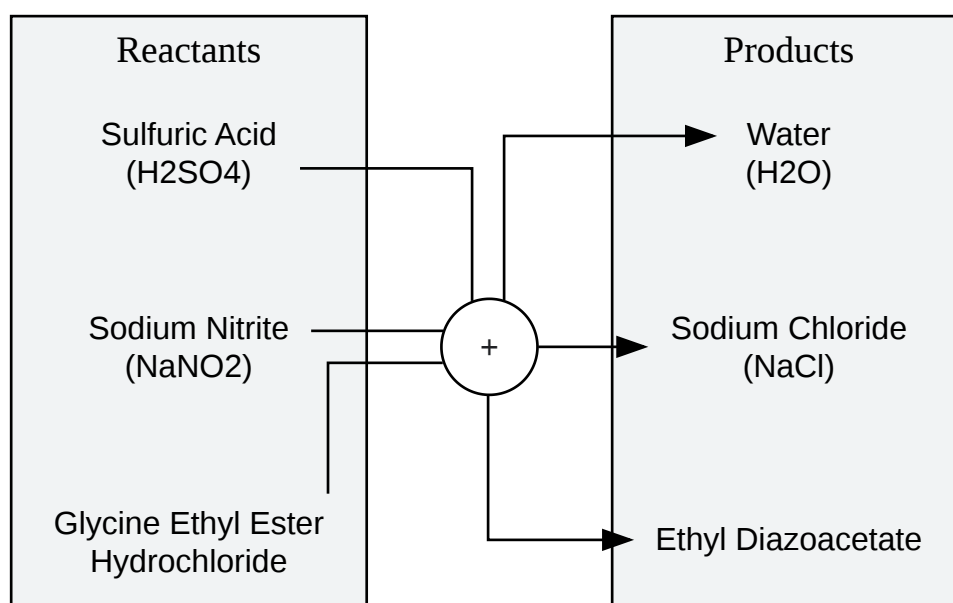 Reactants
Sulfuric Acid
(H2SO4)
Sodium Nitrite
(NaNO2)
Glycine Ethyl Ester
Hydrochloride
+
Products
Water
(H2O)
Sodium Chloride
(NaCl)
Ethyl Diazoacetate